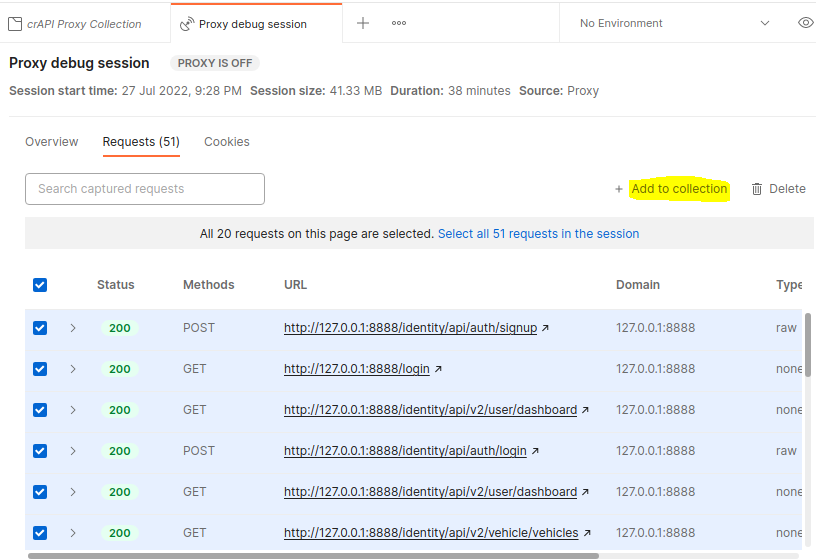 crAPI Proxy Collection Proxy debug session No Environment
Proxy debug session PROXY IS OFF
Session start time: 27 Jul 2022, 9:28 PM Session size: 41.33 MB Duration: 38 minutes Source: Proxy
Overview Requests (51) Cookies
Search captured requests + Add to collection Delete
All 20 requests on this page are selected. Select all 51 requests in the session
Status Methods URL Domain Type
200 POST http://127.0.0.1:8888/identity/api/auth/signup 127.0.0.1:8888 raw
200 GET http://127.0.0.1:8888/login 127.0.0.1:8888 none
200 GET http://127.0.0.1:8888/identity/api/v2/user/dashboard 127.0.0.1:8888 none
200 POST http://127.0.0.1:8888/identity/api/auth/login 127.0.0.1:8888 raw
200 GET http://127.0.0.1:8888/identity/api/v2/user/dashboard 127.0.0.1:8888 none
200 GET http://127.0.0.1:8888/identity/api/v2/vehicle/vehicles 127.0.0.1:8888 none